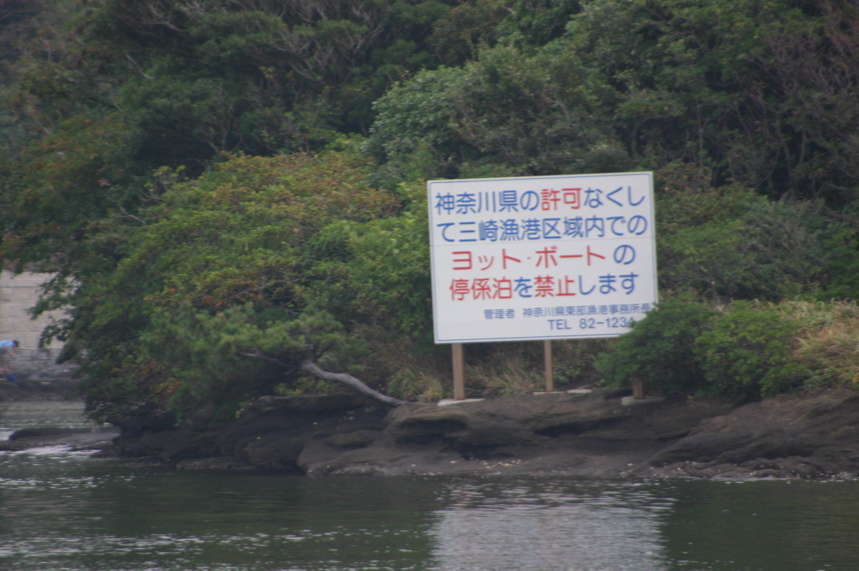 神奈川県の許可なくし
て三崎漁港区域内での
ヨット・ボートの
停係泊を禁止します
管理者 神奈川県東部漁港事務所長
TEL 82-1234